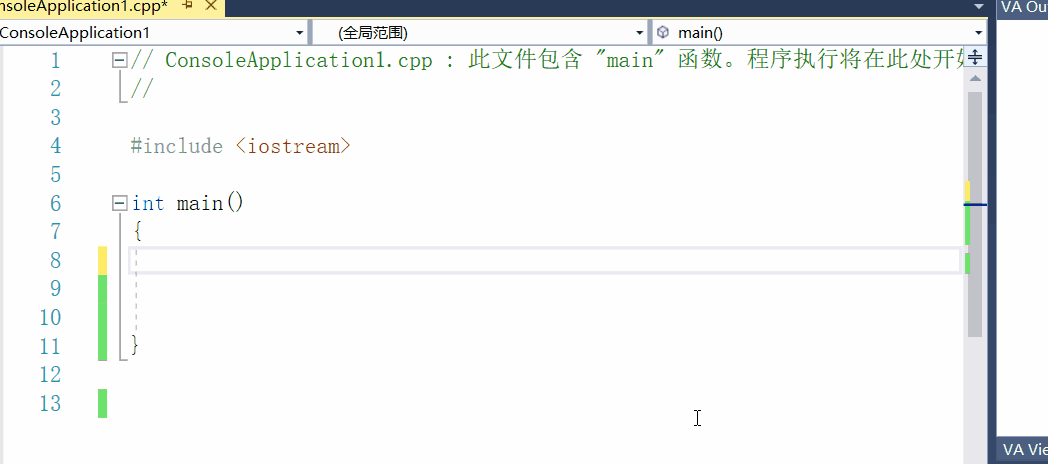 nsoleApplication1.cpp*
VA Ou
ConsoleApplication1 (全局范围) main()
1 // ConsoleApplication1.cpp : 此文件包含 "main" 函数。程序执行将在此处开
2 //
3
4 #include <iostream>
5
6 int main()
7 {
8
9
10
11 }
12
13
VA Vie